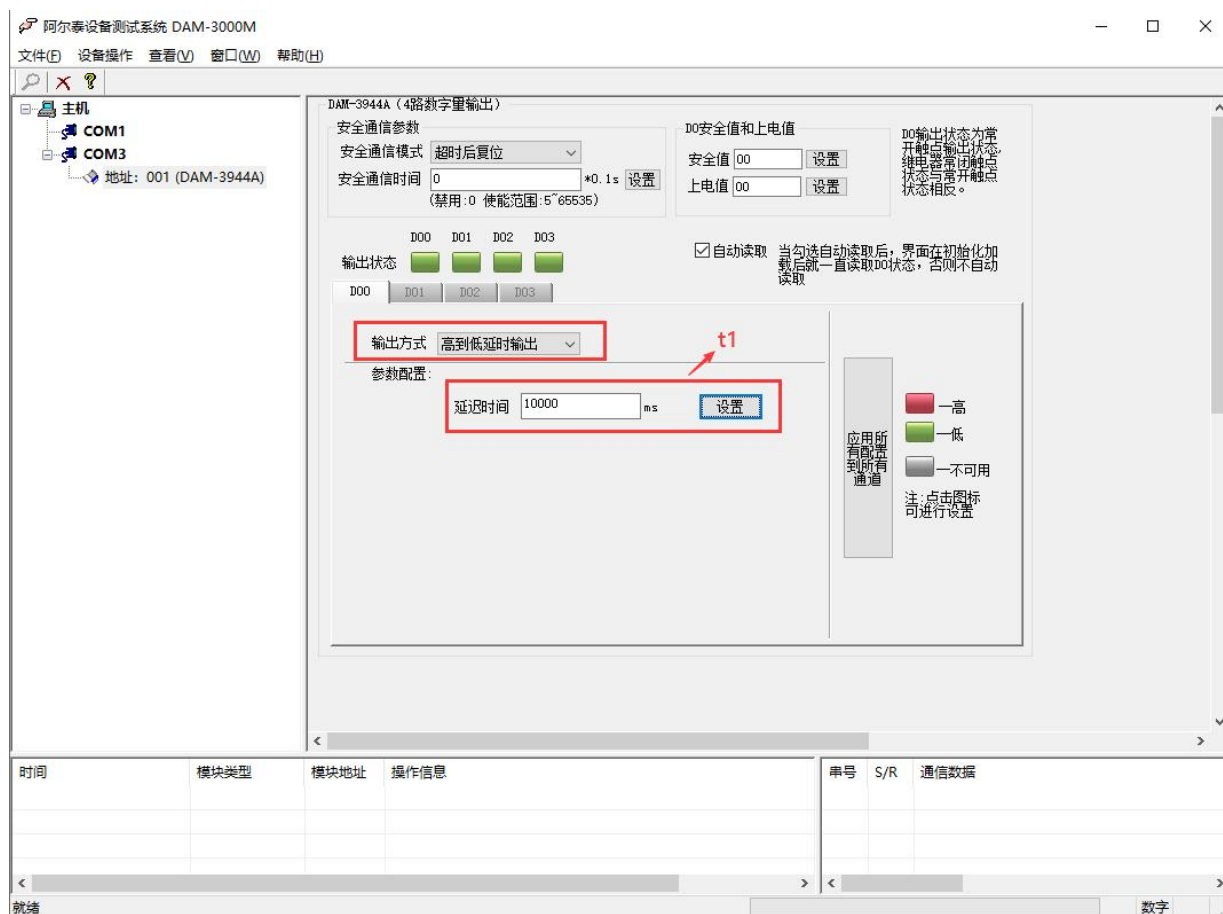 阿尔泰设备测试系统 DAM-3000M
文件(F) 设备操作 查看(V) 窗口(W) 帮助(H)
主机
COM1
COM3
地址：001 (DAM-3944A)
DAM-3944A (4路数字量输出)
安全通信参数
安全通信模式 超时后复位
安全通信时间 0 *0.1s 设置
(禁用:0 使能范围:5~65535)
DO安全值和上电值
安全值 00 设置
上电值 00 设置
DO输出状态为常
开触点输出状态,
继电器常闭触点
状态与常开触点
状态相反。
DO0 DO1 DO2 DO3
输出状态
自动读取 当勾选自动读取后，界面在初始化加
载后就一直读取DO状态，否则不自动
读取
DO0 DO1 DO2 DO3
输出方式 高到低延时输出
t1
参数配置:
延迟时间 10000 ms 设置
应用所
有配置
到所有
通道
—高
—低
—不可用
注:点击图标
可进行设置
时间 模块类型 模块地址 操作信息
串号 S/R 通信数据
就绪
数字